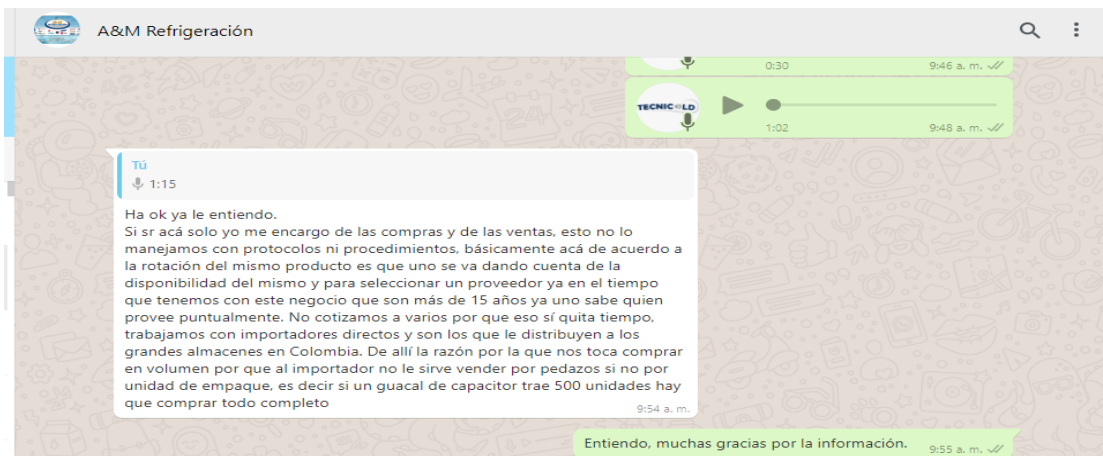 A&M Refrigeración
0:30
9:46 a. m.
TECNICOLD
1:02
9:48 a. m.
Tú
1:15
Ha ok ya le entiendo.
Si sr acá solo yo me encargo de las compras y de las ventas, esto no lo
manejamos con protocolos ni procedimientos, básicamente acá de acuerdo a
la rotación del mismo producto es que uno se va dando cuenta de la
disponibilidad del mismo y para seleccionar un proveedor ya en el tiempo
que tenemos con este negocio que son más de 15 años ya uno sabe quien
provee puntualmente. No cotizamos a varios por que eso sí quita tiempo,
trabajamos con importadores directos y son los que le distribuyen a los
grandes almacenes en Colombia. De allí la razón por la que nos toca comprar
en volumen por que al importador no le sirve vender por pedazos si no por
unidad de empaque, es decir si un guacal de capacitor trae 500 unidades hay
que comprar todo completo
9:54 a. m.
Entiendo, muchas gracias por la información.
9:55 a. m.